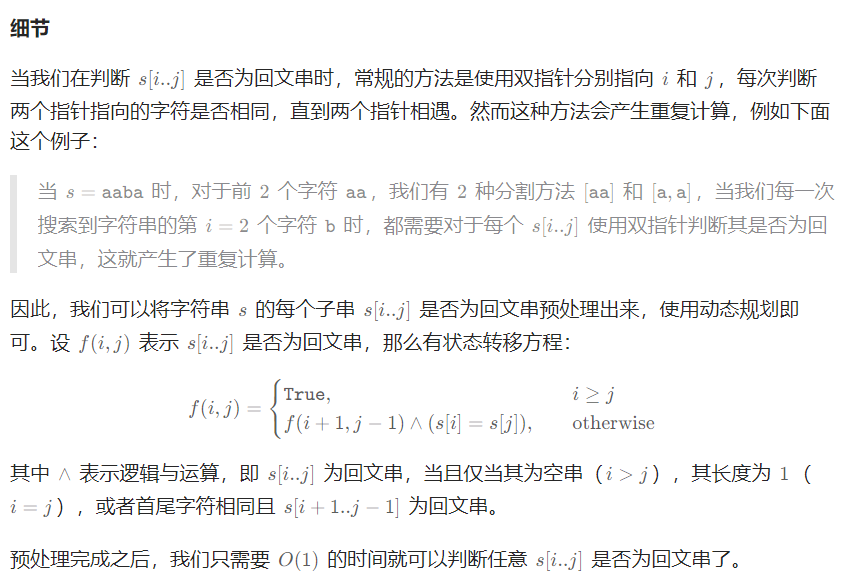 细节
当我们在判断 s[i..j] 是否为回文串时，常规的方法是使用双指针分别指向 i 和 j，每次判断
两个指针指向的字符是否相同，直到两个指针相遇。然而这种方法会产生重复计算，例如下面
这个例子：
当 s = aaba 时，对于前 2 个字符 aa，我们有 2 种分割方法 [aa] 和 [a, a]，当我们每一次
搜索到字符串的第 i = 2 个字符 b 时，都需要对于每个 s[i..j] 使用双指针判断其是否为回
文串，这就产生了重复计算。
因此，我们可以将字符串 s 的每个子串 s[i..j] 是否为回文串预处理出来，使用动态规划即
可。设 f(i, j) 表示 s[i..j] 是否为回文串，那么有状态转移方程：
f(i, j) = { True, i ≥ j
f(i + 1, j − 1) ∧ (s[i] = s[j]), otherwise
其中 ∧ 表示逻辑与运算，即 s[i..j] 为回文串，当且仅当其为空串（i > j），其长度为 1（
i = j），或者首尾字符相同且 s[i + 1..j − 1] 为回文串。
预处理完成之后，我们只需要 O(1) 的时间就可以判断任意 s[i..j] 是否为回文串了。